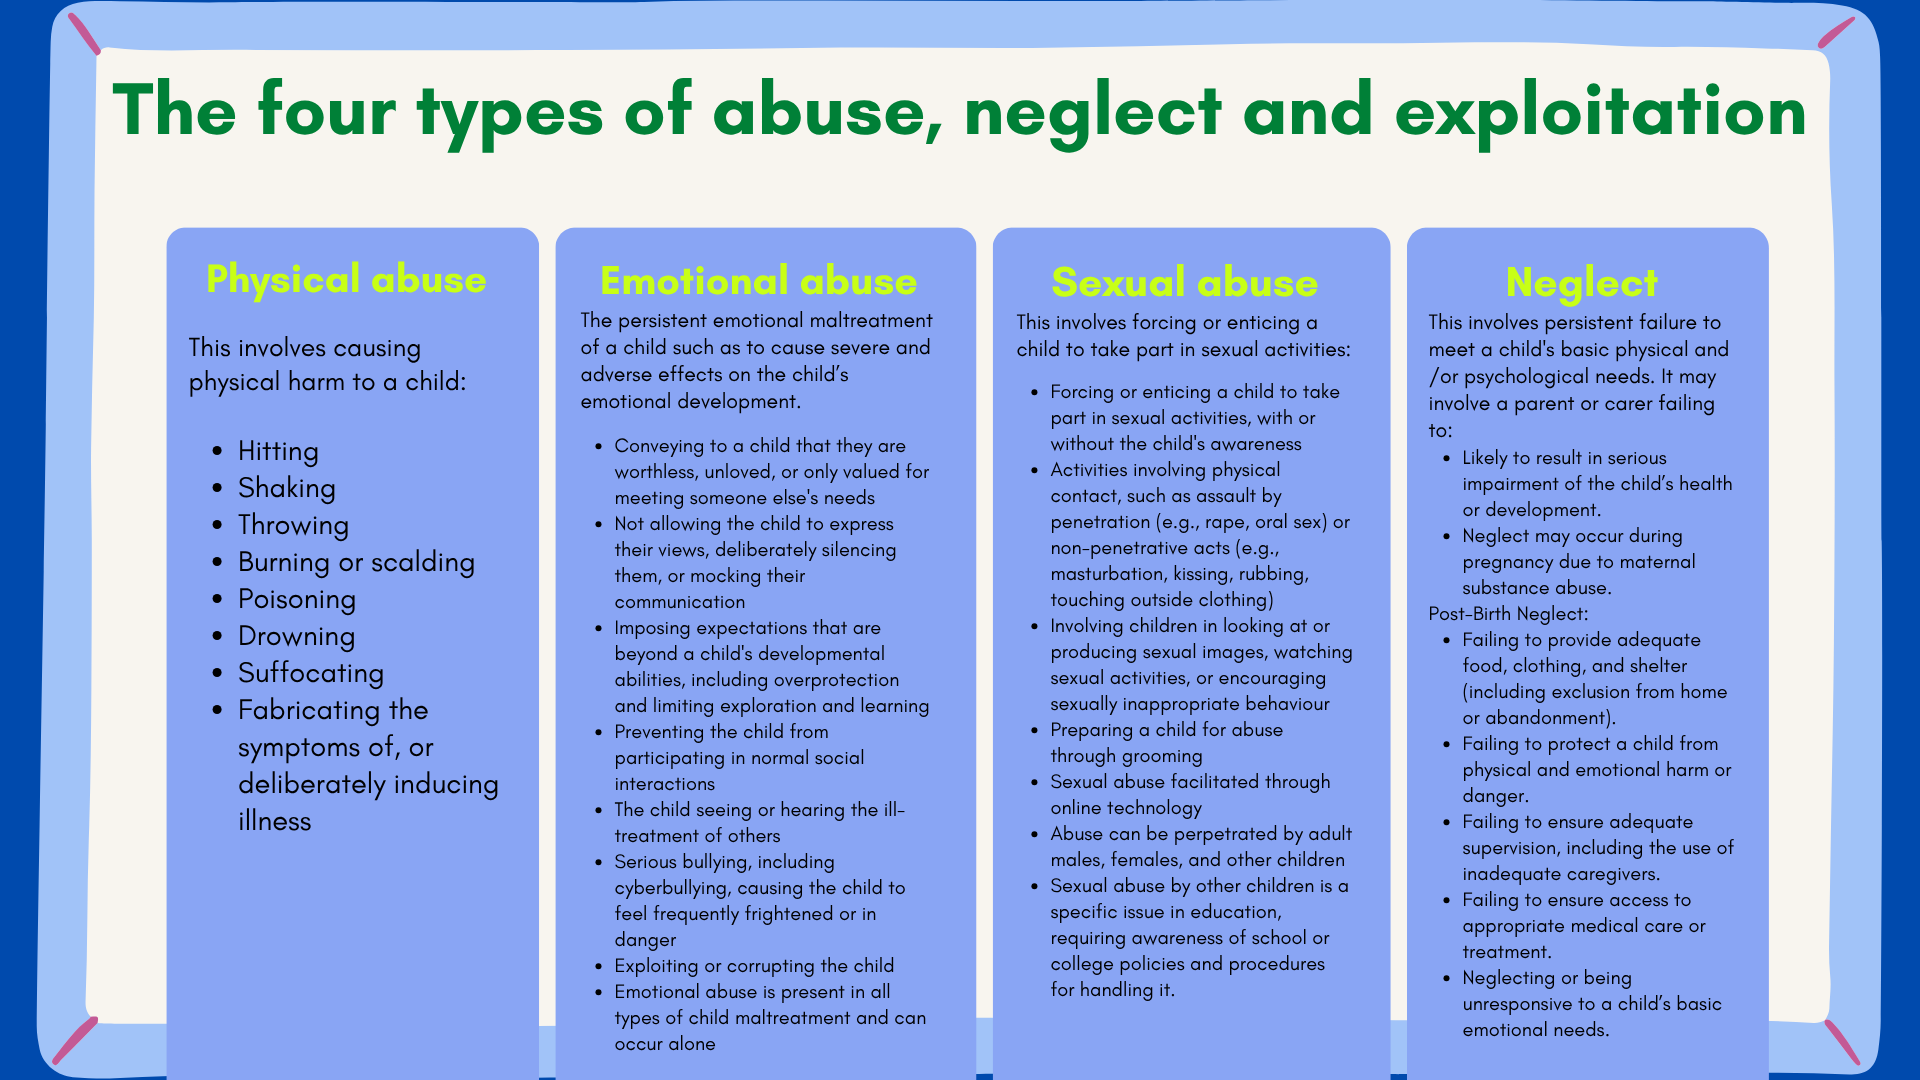 The four types of abuse, neglect and exploitation
Physical abuse
This involves causing
physical harm to a child:
• Hitting
• Shaking
• Throwing
• Burning or scalding
• Poisoning
• Drowning
• Suffocating
• Fabricating the
symptoms of, or
deliberately inducing
illness
Emotional abuse
The persistent emotional maltreatment
of a child such as to cause severe and
adverse effects on the child’s
emotional development.
• Conveying to a child that they are
worthless, unloved, or only valued for
meeting someone else's needs
• Not allowing the child to express
their views, deliberately silencing
them, or mocking their
communication
• Imposing expectations that are
beyond a child's developmental
abilities, including overprotection
and limiting exploration and learning
• Preventing the child from
participating in normal social
interactions
• The child seeing or hearing the ill-
treatment of others
• Serious bullying, including
cyberbullying, causing the child to
feel frequently frightened or in
danger
• Exploiting or corrupting the child
• Emotional abuse is present in all
types of child maltreatment and can
occur alone
Sexual abuse
This involves forcing or enticing a
child to take part in sexual activities:
• Forcing or enticing a child to take
part in sexual activities, with or
without the child's awareness
• Activities involving physical
contact, such as assault by
penetration (e.g., rape, oral sex) or
non-penetrative acts (e.g.,
masturbation, kissing, rubbing,
touching outside clothing)
• Involving children in looking at or
producing sexual images, watching
sexual activities, or encouraging
sexually inappropriate behaviour
• Preparing a child for abuse
through grooming
• Sexual abuse facilitated through
online technology
• Abuse can be perpetrated by adult
males, females, and other children
• Sexual abuse by other children is a
specific issue in education,
requiring awareness of school or
college policies and procedures
for handling it.
Neglect
This involves persistent failure to
meet a child's basic physical and
/or psychological needs. It may
involve a parent or carer failing
to:
• Likely to result in serious
impairment of the child’s health
or development.
• Neglect may occur during
pregnancy due to maternal
substance abuse.
Post-Birth Neglect:
• Failing to provide adequate
food, clothing, and shelter
(including exclusion from home
or abandonment).
• Failing to protect a child from
physical and emotional harm or
danger.
• Failing to ensure adequate
supervision, including the use of
inadequate caregivers.
• Failing to ensure access to
appropriate medical care or
treatment.
• Neglecting or being
unresponsive to a child’s basic
emotional needs.